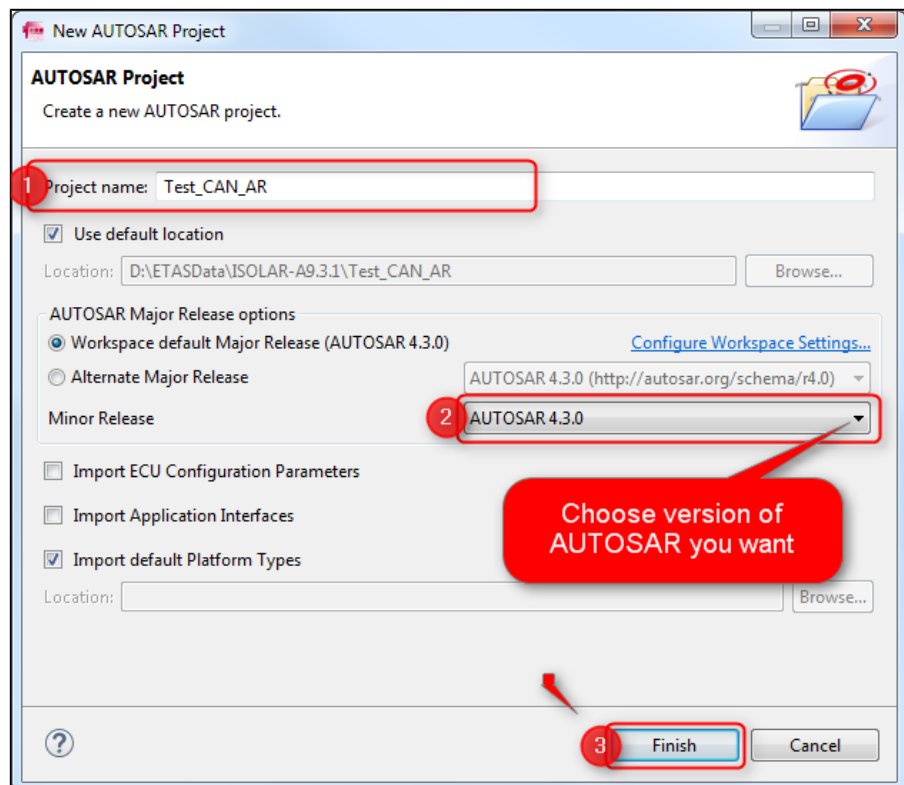 New AUTOSAR Project
AUTOSAR Project
Create a new AUTOSAR project.
1 Project name: Test_CAN_AR
Use default location
Location: D:\ETASData\ISOLAR-A9.3.1\Test_CAN_AR Browse...
AUTOSAR Major Release options
Workspace default Major Release (AUTOSAR 4.3.0) Configure Workspace Settings...
Alternate Major Release AUTOSAR 4.3.0 (http://autosar.org/schema/r4.0)
Minor Release 2 AUTOSAR 4.3.0
Import ECU Configuration Parameters
Import Application Interfaces
Choose version of
AUTOSAR you want
Import default Platform Types
Location: Browse...
? 3 Finish Cancel